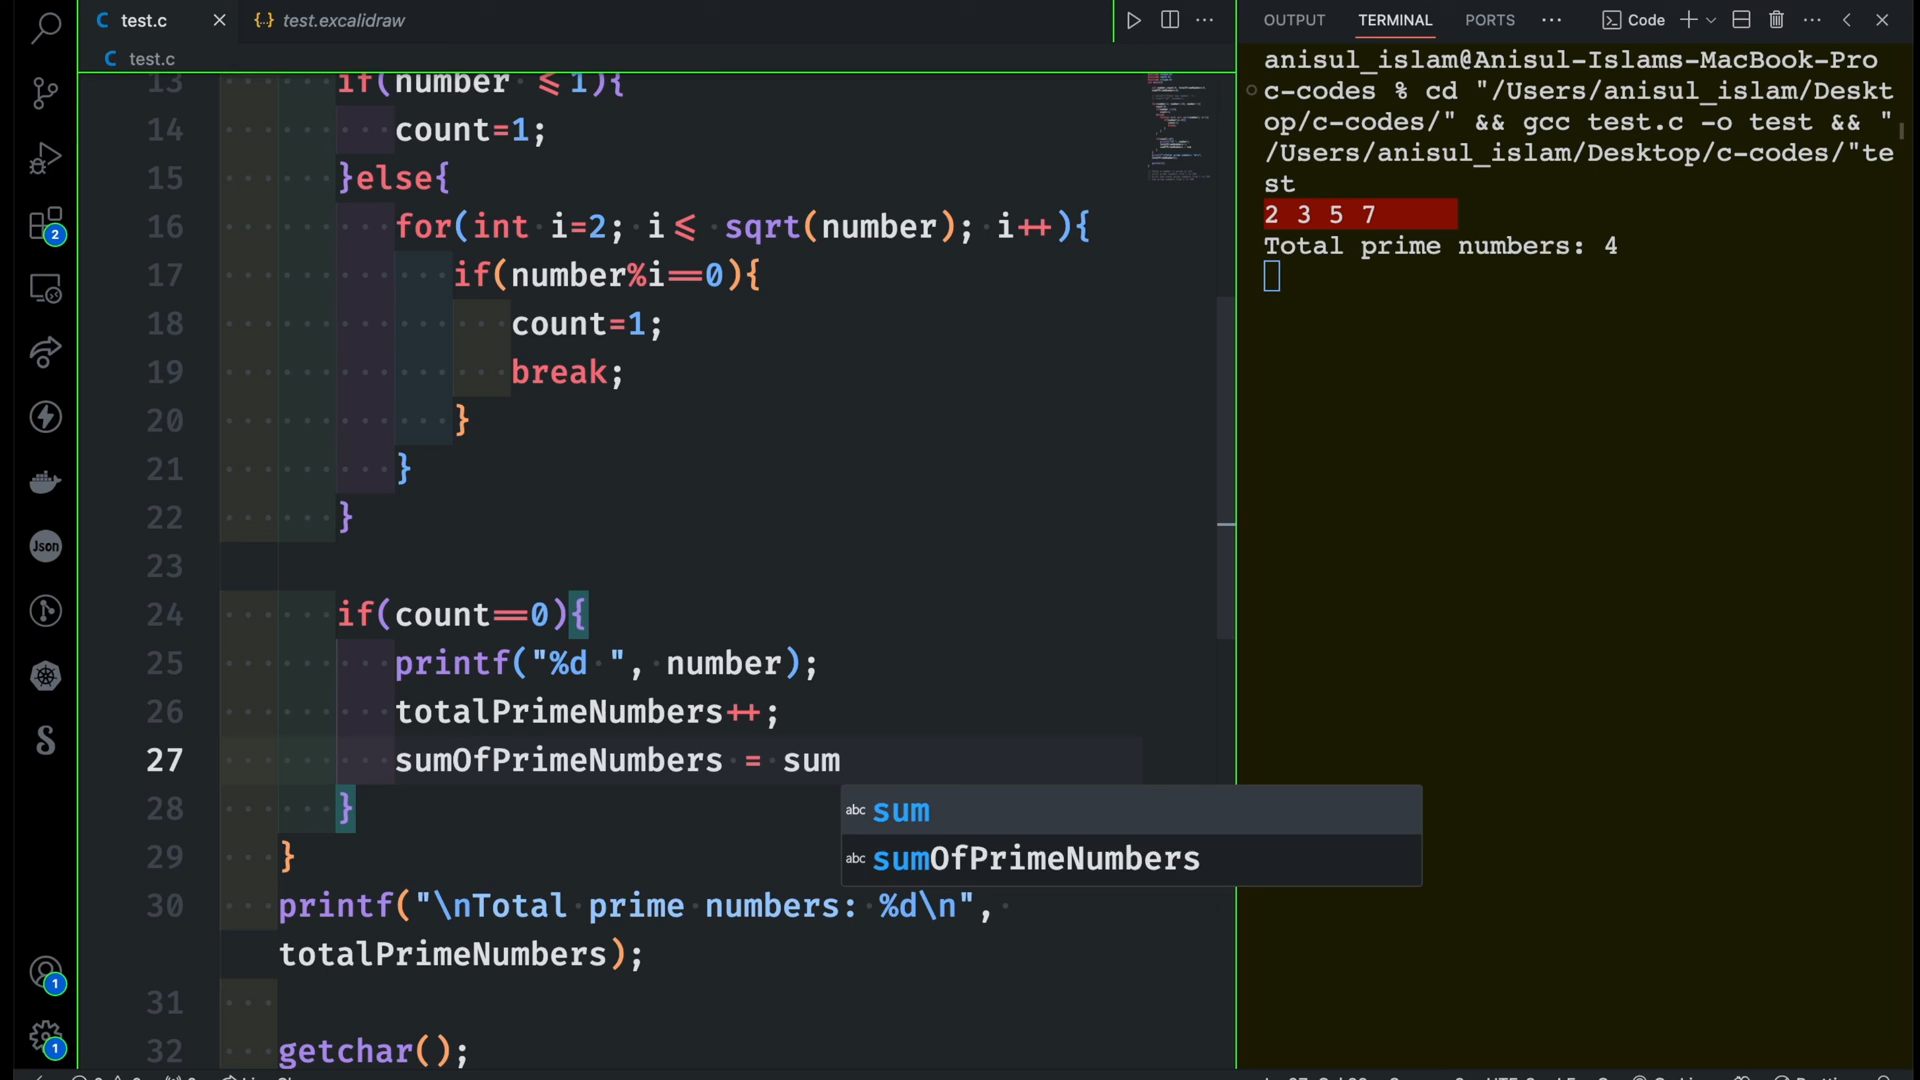 test.c
test.excalidraw
OUTPUT TERMINAL PORTS Code
test.c
13 if(number <=1){
14 count=1;
15 }else{
16 for(int i=2; i<= sqrt(number); i++){
17 if(number%i==0){
18 count=1;
19 break;
20 }
21 }
22 }
23
24 if(count==0){
25 printf("%d ", number);
26 totalPrimeNumbers++;
27 sumOfPrimeNumbers = sum
28 }
29 }
30 printf("\nTotal prime numbers: %d\n",
totalPrimeNumbers);
31
32 getchar();
abc sum
abc sumOfPrimeNumbers
anisul_islam@Anisul-Islams-MacBook-Pro
c-codes % cd "/Users/anisul_islam/Deskt
op/c-codes/" && gcc test.c -o test && "
/Users/anisul_islam/Desktop/c-codes/"te
st
2 3 5 7
Total prime numbers: 4
2
Json
1
1